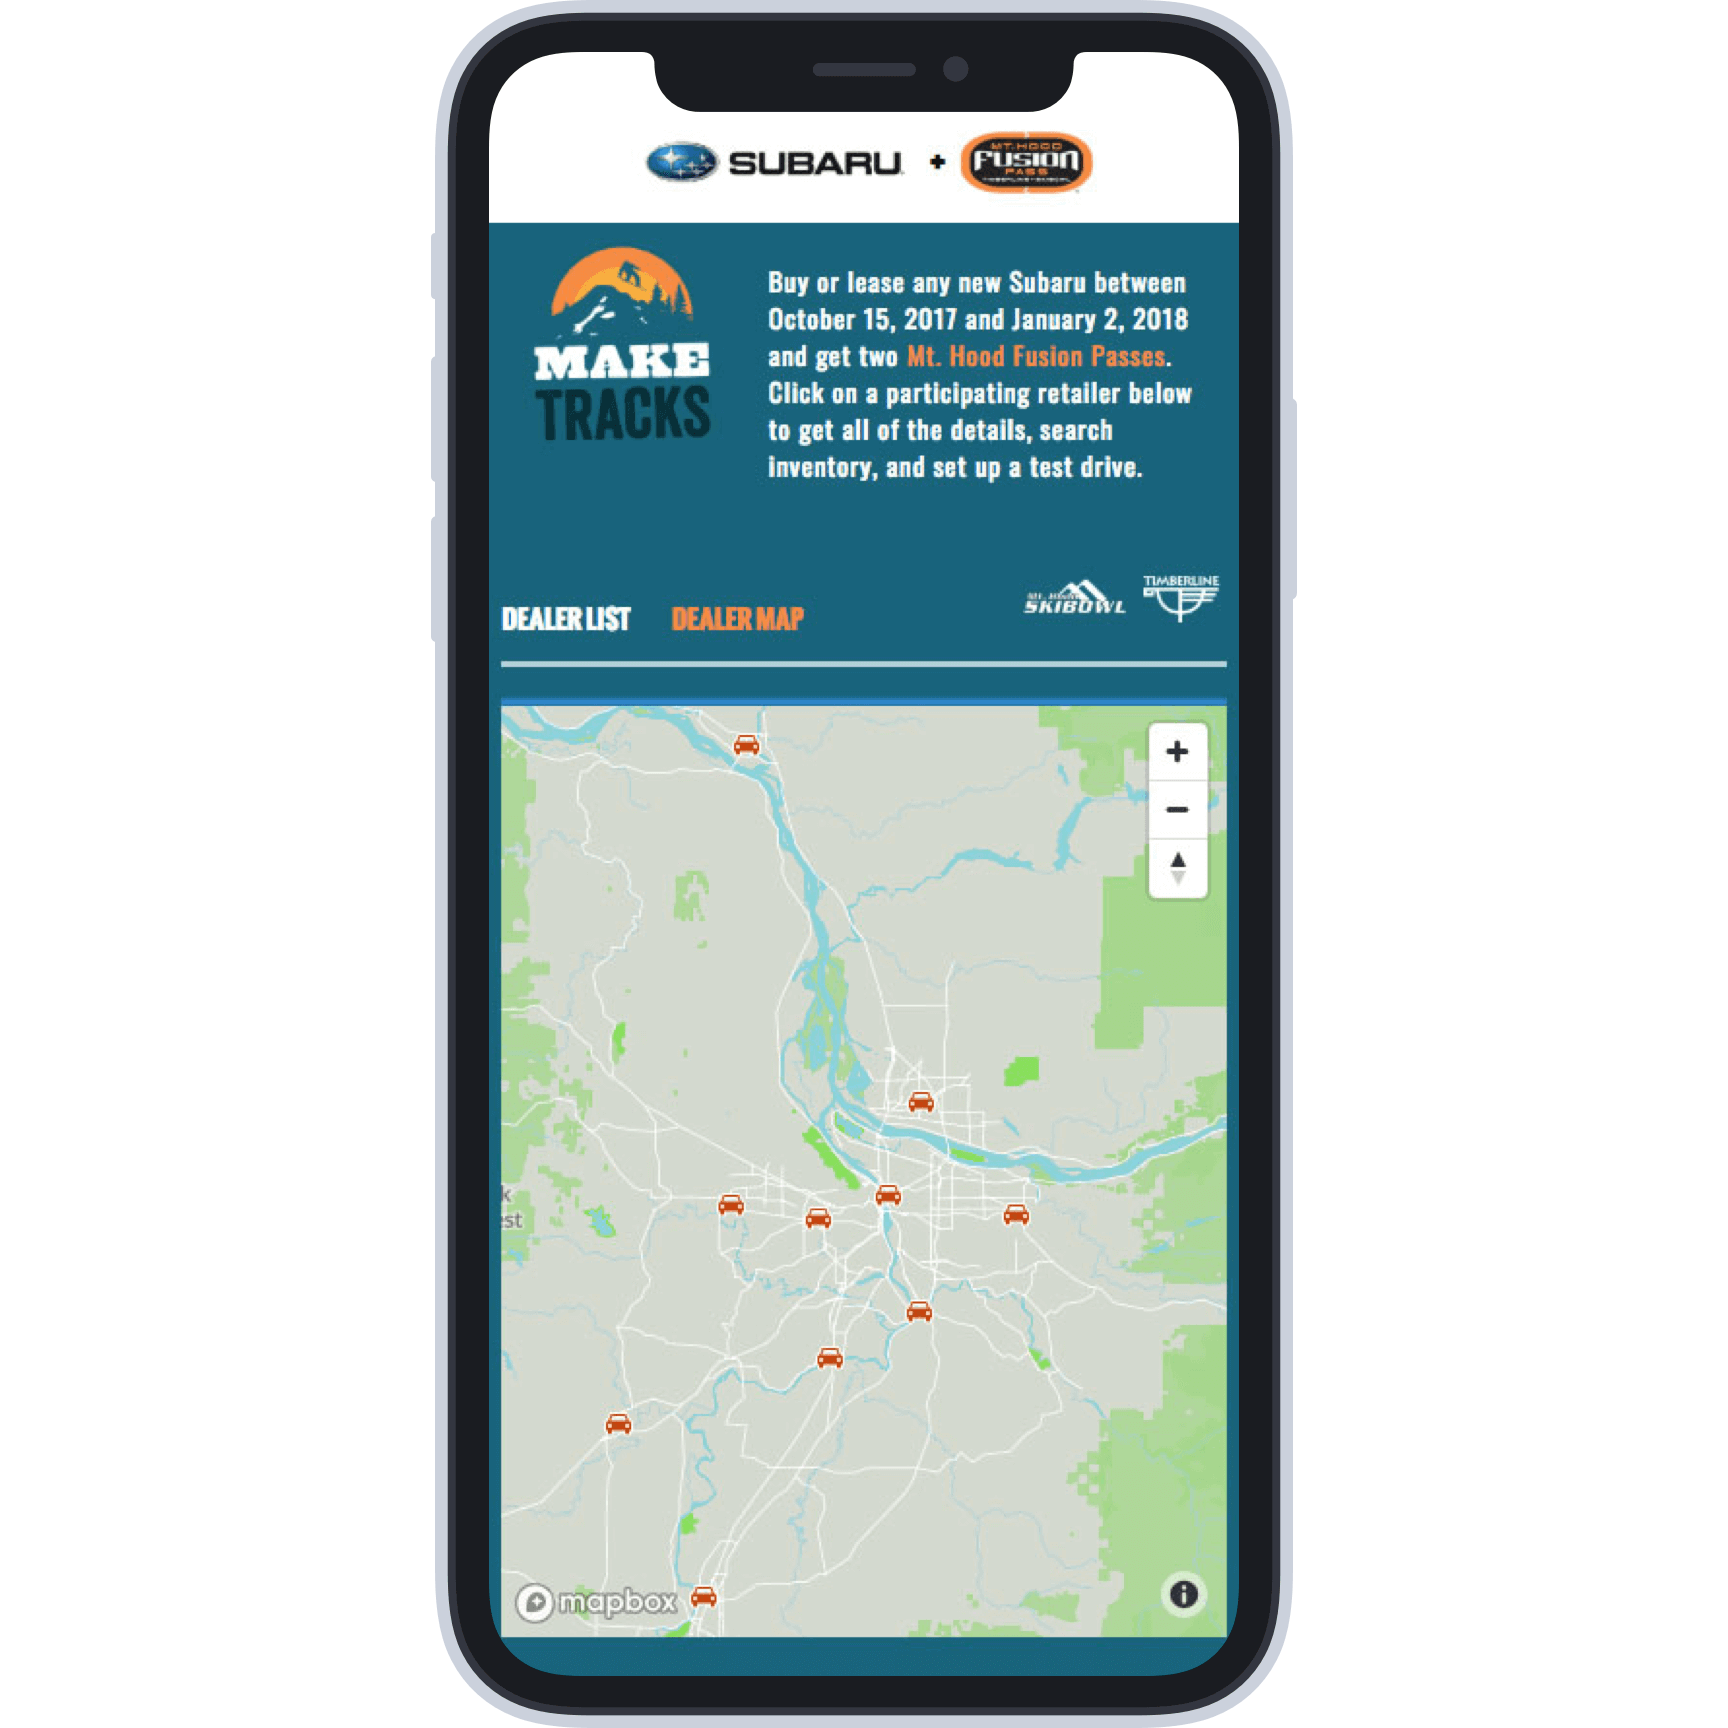 SUBARU + MT. HOOD
FUSION
PASS
MAKE
TRACKS
Buy or lease any new Subaru between
October 15, 2017 and January 2, 2018
and get two Mt. Hood Fusion Passes.
Click on a participating retailer below
to get all of the details, search
inventory, and set up a test drive.
DEALER LIST DEALER MAP
MT. HOOD
SKIBOWL
TIMBERLINE
k
est
mapbox